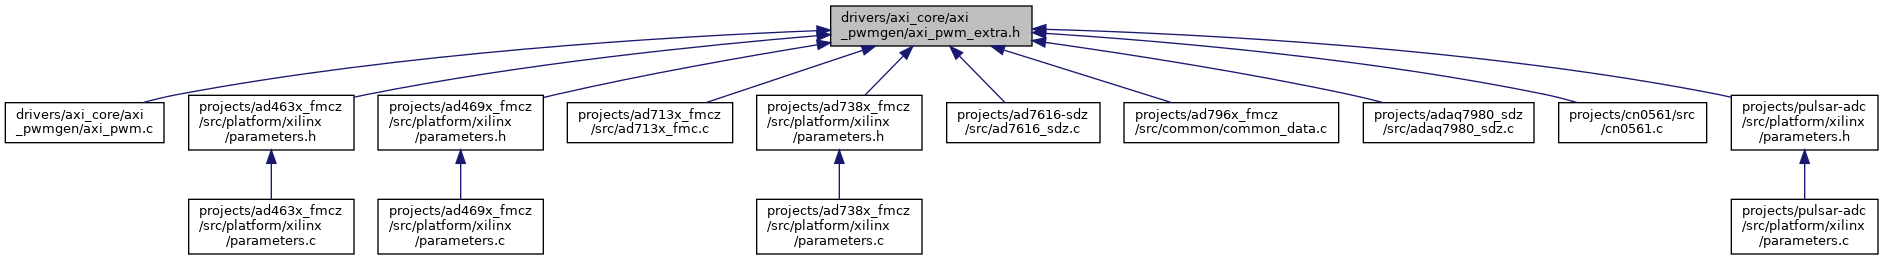 drivers/axi_core/axi
_pwmgen/axi_pwm_extra.h
drivers/axi_core/axi
_pwmgen/axi_pwm.c
projects/ad463x_fmcz
/src/platform/xilinx
/parameters.h
projects/ad469x_fmcz
/src/platform/xilinx
/parameters.h
projects/ad713x_fmcz
/src/ad713x_fmc.c
projects/ad738x_fmcz
/src/platform/xilinx
/parameters.h
projects/ad7616-sdz
/src/ad7616_sdz.c
projects/ad796x_fmcz
/src/common/common_data.c
projects/adaq7980_sdz
/src/adaq7980_sdz.c
projects/cn0561/src
/cn0561.c
projects/pulsar-adc
/src/platform/xilinx
/parameters.h
projects/ad463x_fmcz
/src/platform/xilinx
/parameters.c
projects/ad469x_fmcz
/src/platform/xilinx
/parameters.c
projects/ad738x_fmcz
/src/platform/xilinx
/parameters.c
projects/pulsar-adc
/src/platform/xilinx
/parameters.c